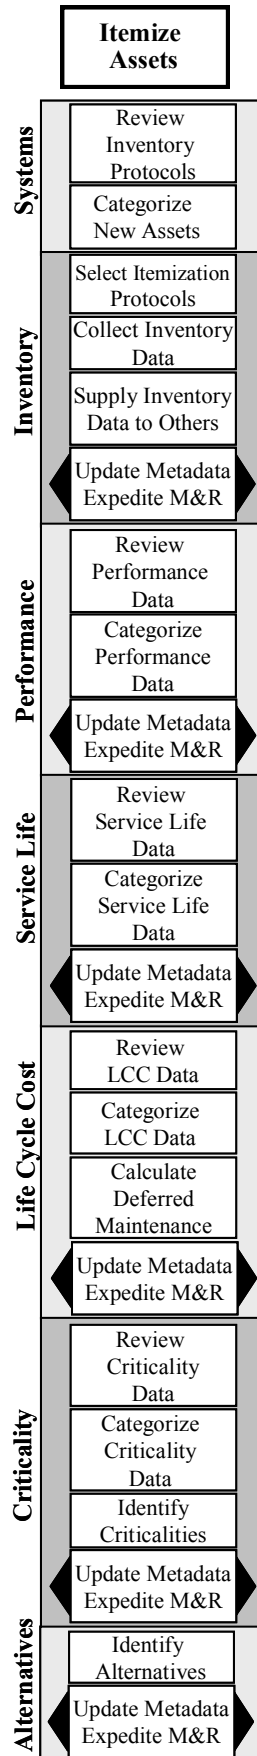 Itemize
Assets
Systems
Review
Inventory
Protocols
Categorize
New Assets
Inventory
Select Itemization
Protocols
Collect Inventory
Data
Supply Inventory
Data to Others
Update Metadata
Expedite M&R
Performance
Review
Performance
Data
Categorize
Performance
Data
Update Metadata
Expedite M&R
Service Life
Review
Service Life
Data
Categorize
Service Life
Data
Update Metadata
Expedite M&R
Life Cycle Cost
Review
LCC Data
Categorize
LCC Data
Calculate
Deferred
Maintenance
Update Metadata
Expedite M&R
Criticality
Review
Criticality
Data
Categorize
Criticality
Data
Identify
Criticalities
Update Metadata
Expedite M&R
Alternatives
Identify
Alternatives
Update Metadata
Expedite M&R